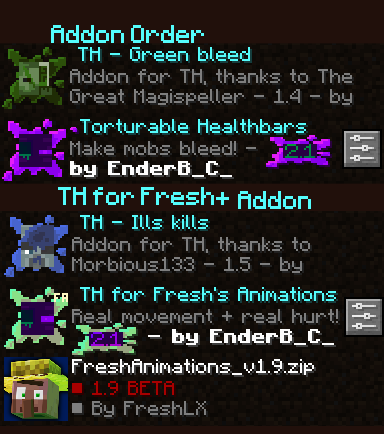 Addon Order
TH - Green bleed
Addon for TH, thanks to The
Great Magispeller - 1.4 - by
Torturable Healthbars
Make mobs bleed! - 2.1
by EnderB_C_
TH for Fresh+ Addon
TH - Ills kills
Addon for TH, thanks to
Morbious133 - 1.5 - by
FA TH for Fresh's Animations
Real movement + real hurt!
2.1 - by EnderB_C_
FreshAnimations_v1.9.zip
1.9 BETA
By FreshLX